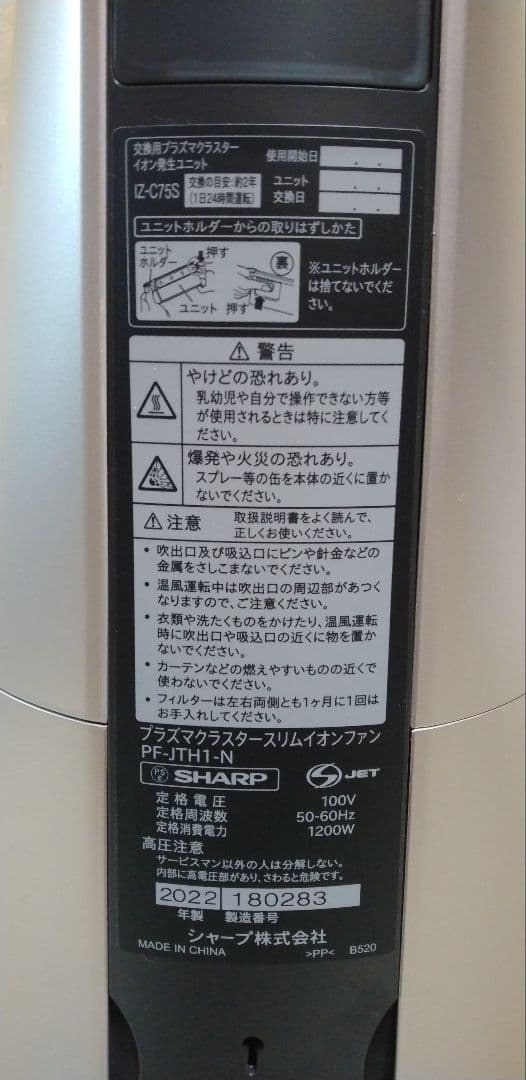 交換用プラズマクラスター
イオン発生ユニット
IZ-C75S
交換の目安:約2年
(1日24時間運転)
使用開始日
. .
ユニット
交換日
. .
. .
ユニットホルダーからの取りはずしかた
ユニット
ホルダー
押す
ユニット
押す
裏
※ユニットホルダー
は捨てないでくだ
さい。
警告
やけどの恐れあり。
乳幼児や自分で操作できない方等
が使用されるときは特に注意してく
ださい。
爆発や火災の恐れあり。
スプレー等の缶を本体の近くに置か
ないでください。
注意
取扱説明書をよく読んで、
正しくお使いください。
• 吹出口及び吸込口にピンや針金などの
金属をさしこまないでください。
• 温風運転中は吹出口の周辺部があつく
なりますので、ご注意ください。
• 衣類や洗たくものをかけたり、温風運転
時に吹出口や吸込口の近くに物を置か
ないでください。
• カーテンなどの燃えやすいものの近くで
使わないでください。
• フィルターは左右両側とも1ヶ月に1回は
お手入れしてください。
プラズマクラスタースリムイオンファン
PF-JTH1-N
PS
E
SHARP
S JET
定格電圧 100V
定格周波数 50-60Hz
定格消費電力 1200W
高圧注意
サービスマン以外の人は分解しない。
内部に高電圧部があり、さわると危険です。
2022 180283
年製 製造番号
シャープ株式会社
MADE IN CHINA >PP< B520